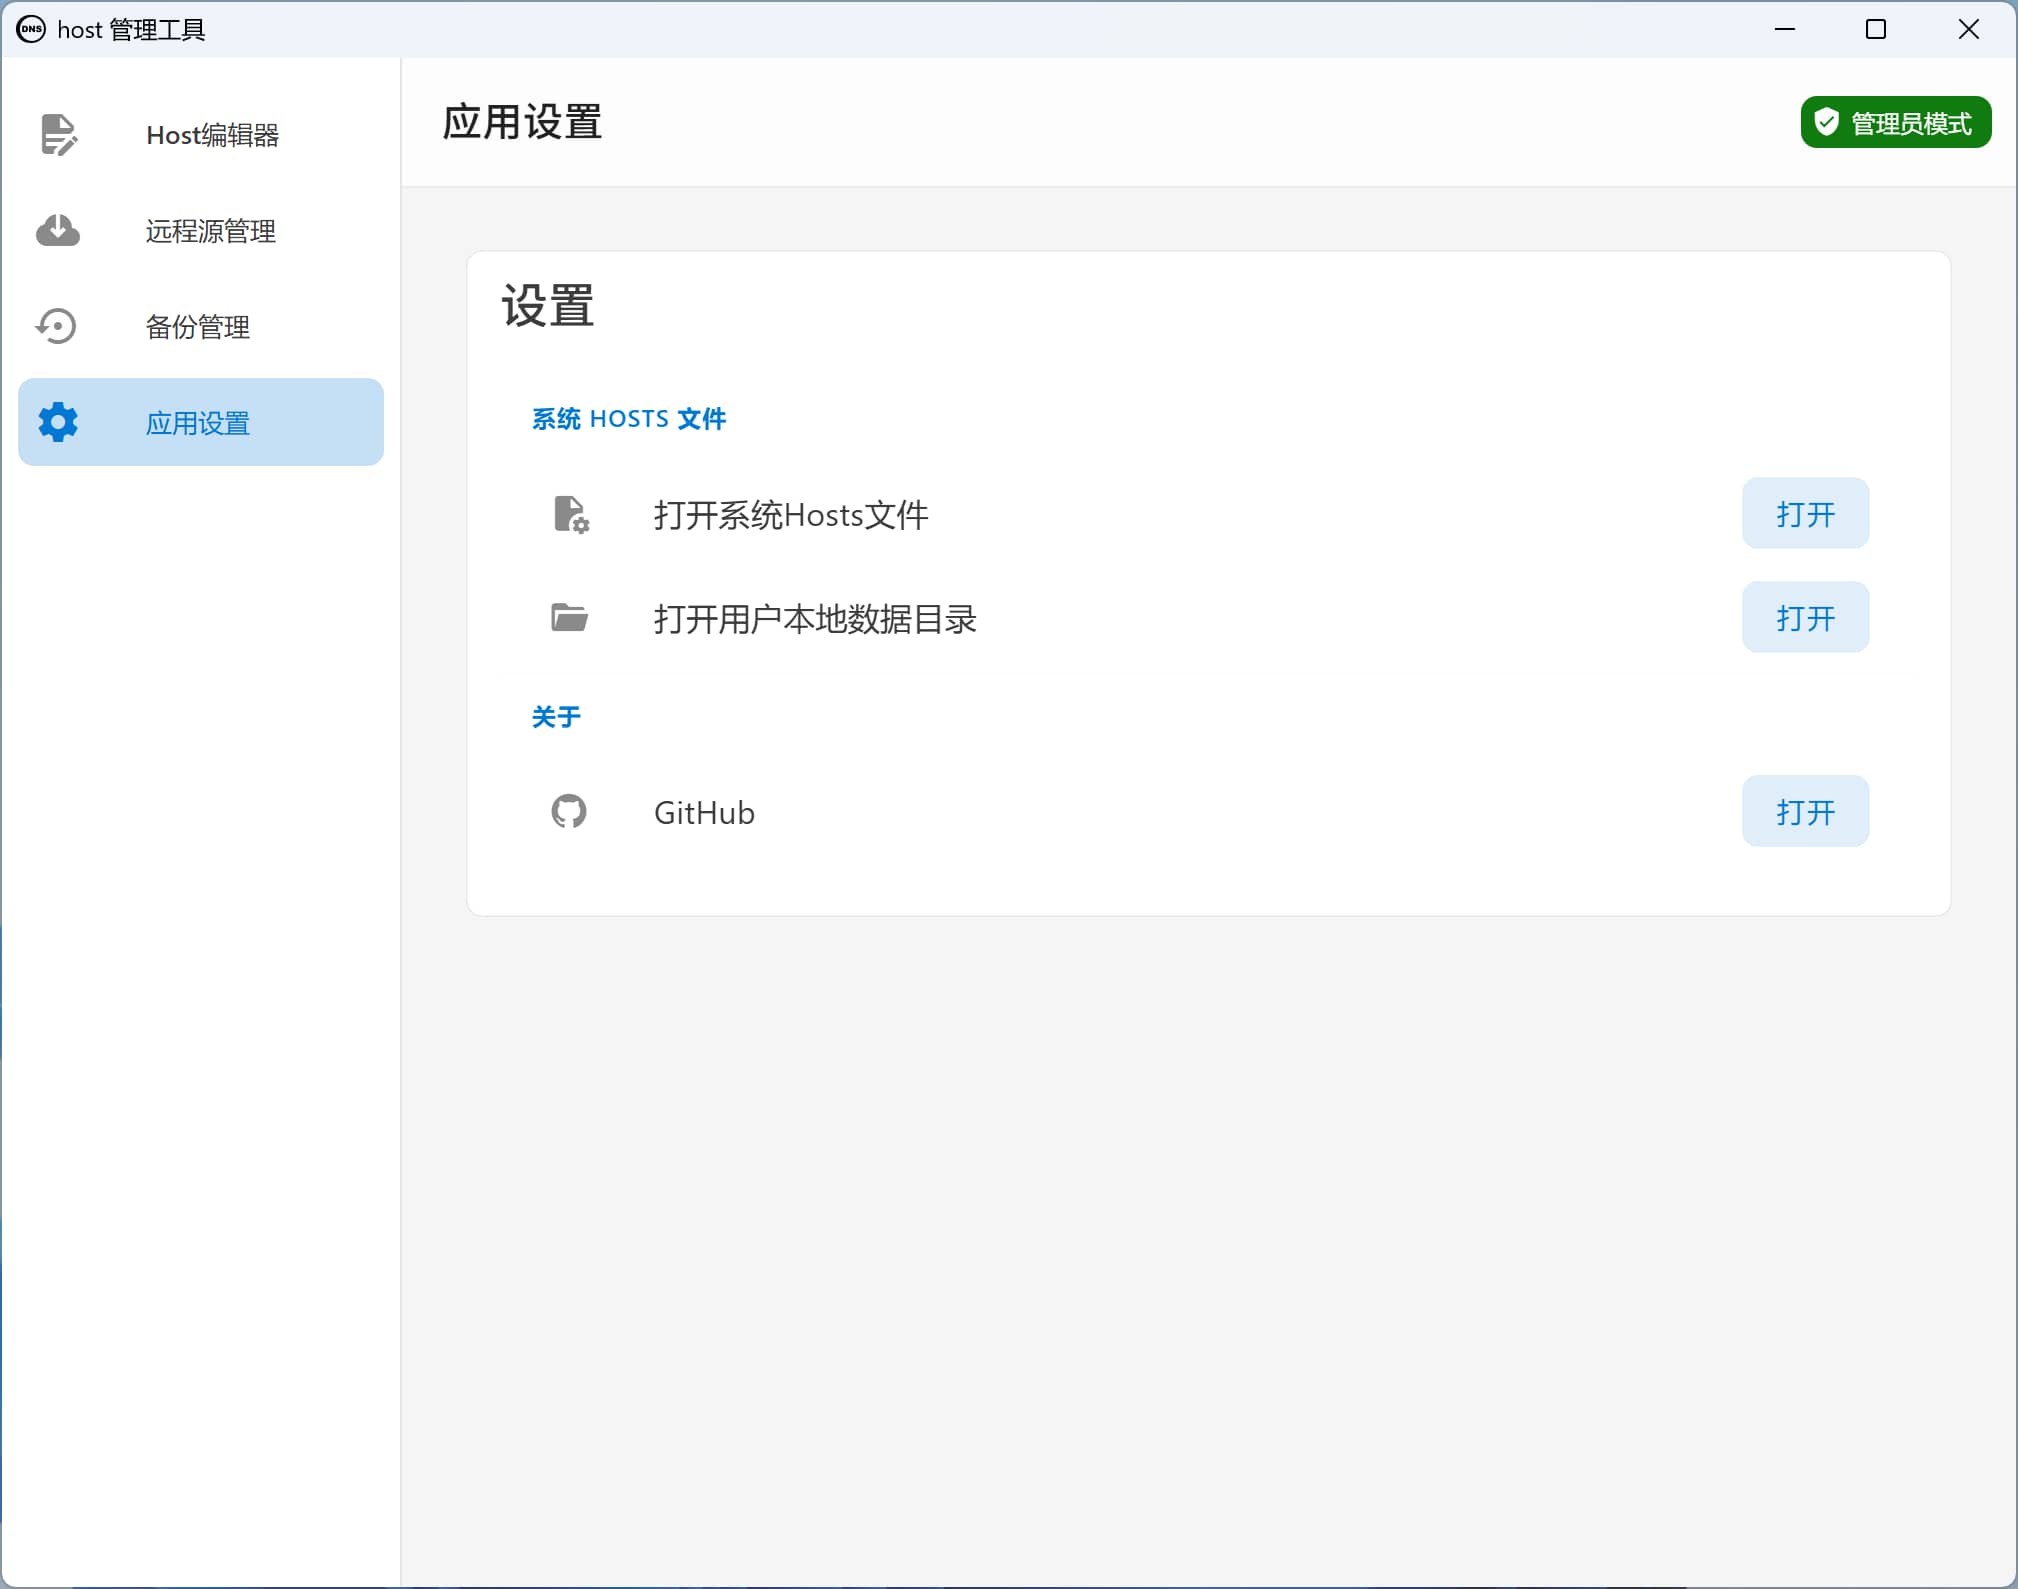 DNS host 管理工具
Host编辑器
远程源管理
备份管理
应用设置
应用设置
管理员模式
设置
系统 HOSTS 文件
打开系统Hosts文件
打开
打开用户本地数据目录
打开
关于
GitHub
打开